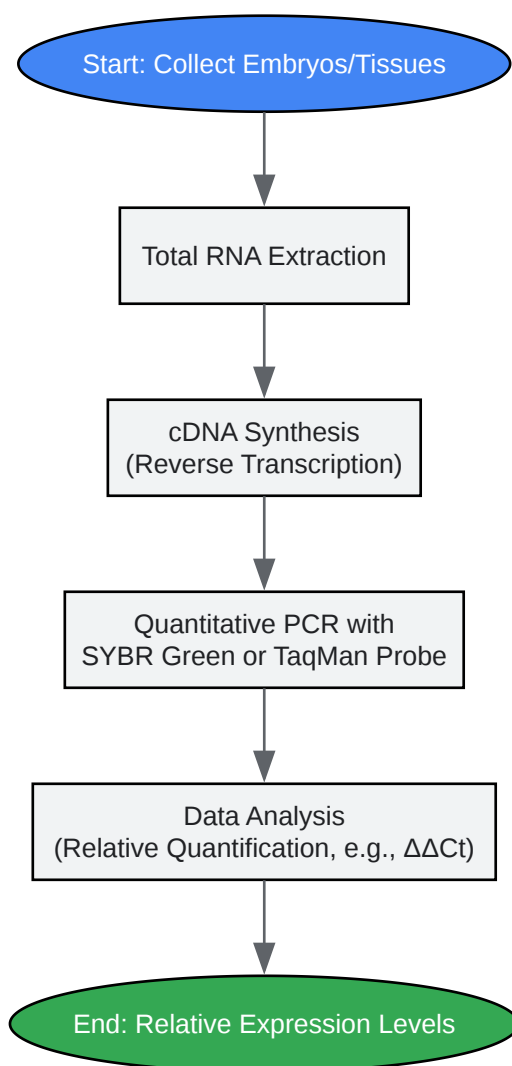 Start: Collect Embryos/Tissues
Total RNA Extraction
cDNA Synthesis
(Reverse Transcription)
Quantitative PCR with
SYBR Green or TaqMan Probe
Data Analysis
(Relative Quantification, e.g., ΔΔCt)
End: Relative Expression Levels